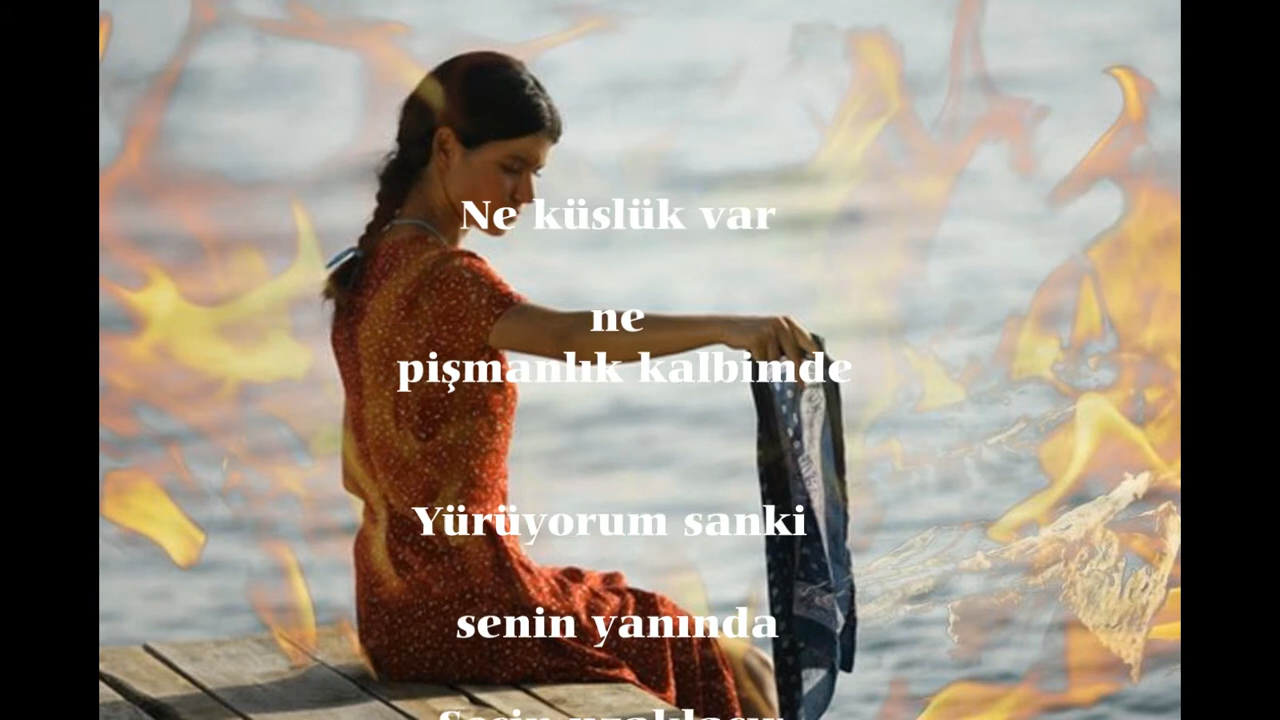 Ne küslük var
ne
pişmanlık kalbimde
Yürüyorum sanki
senin yanında